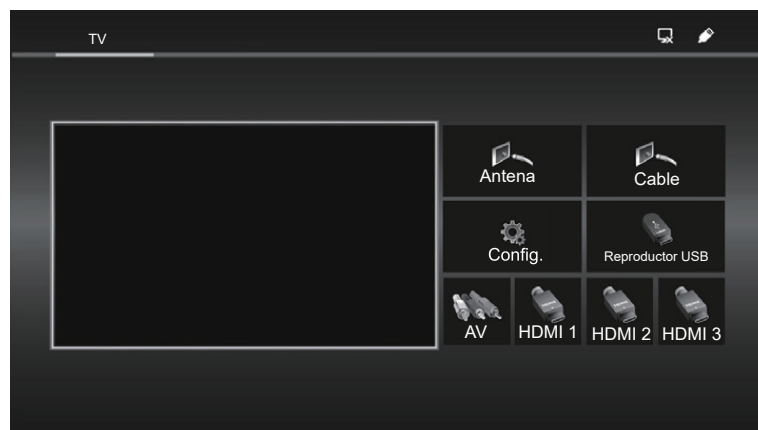 TV
Antena
Cable
Config.
Reproductor USB
AV
HDMI 1
HDMI 2
HDMI 3